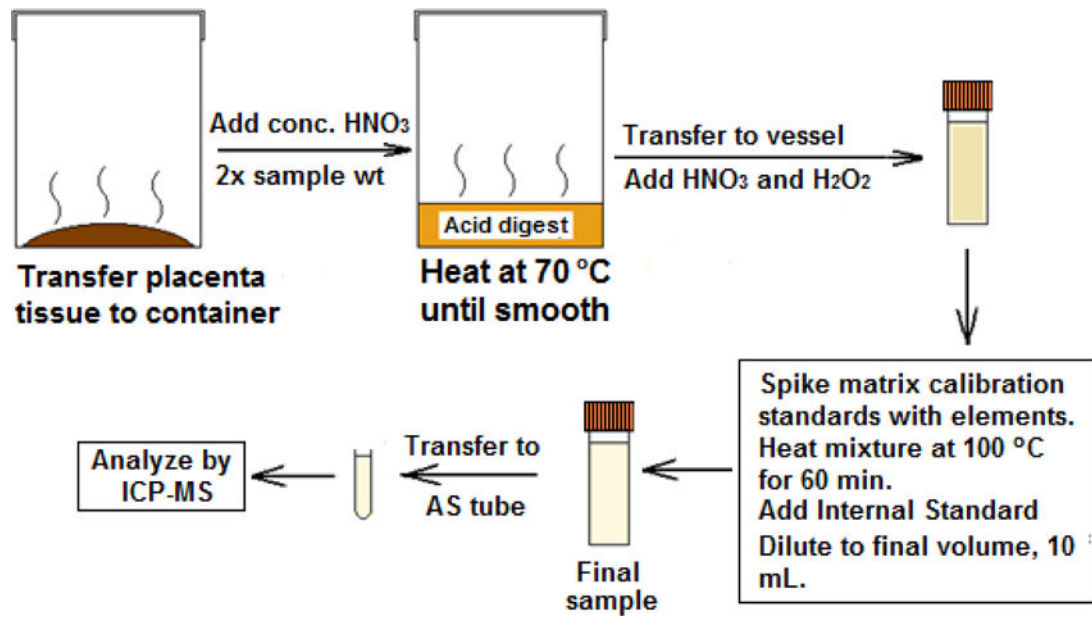 Add conc. HNO₃
2x sample wt
Transfer placenta
tissue to container
Acid digest
Heat at 70 °C
until smooth
Transfer to vessel
Add HNO₃ and H₂O₂
Spike matrix calibration
standards with elements.
Heat mixture at 100 °C
for 60 min.
Add Internal Standard
Dilute to final volume, 10
mL.
Final
sample
Transfer to
AS tube
Analyze by
ICP-MS